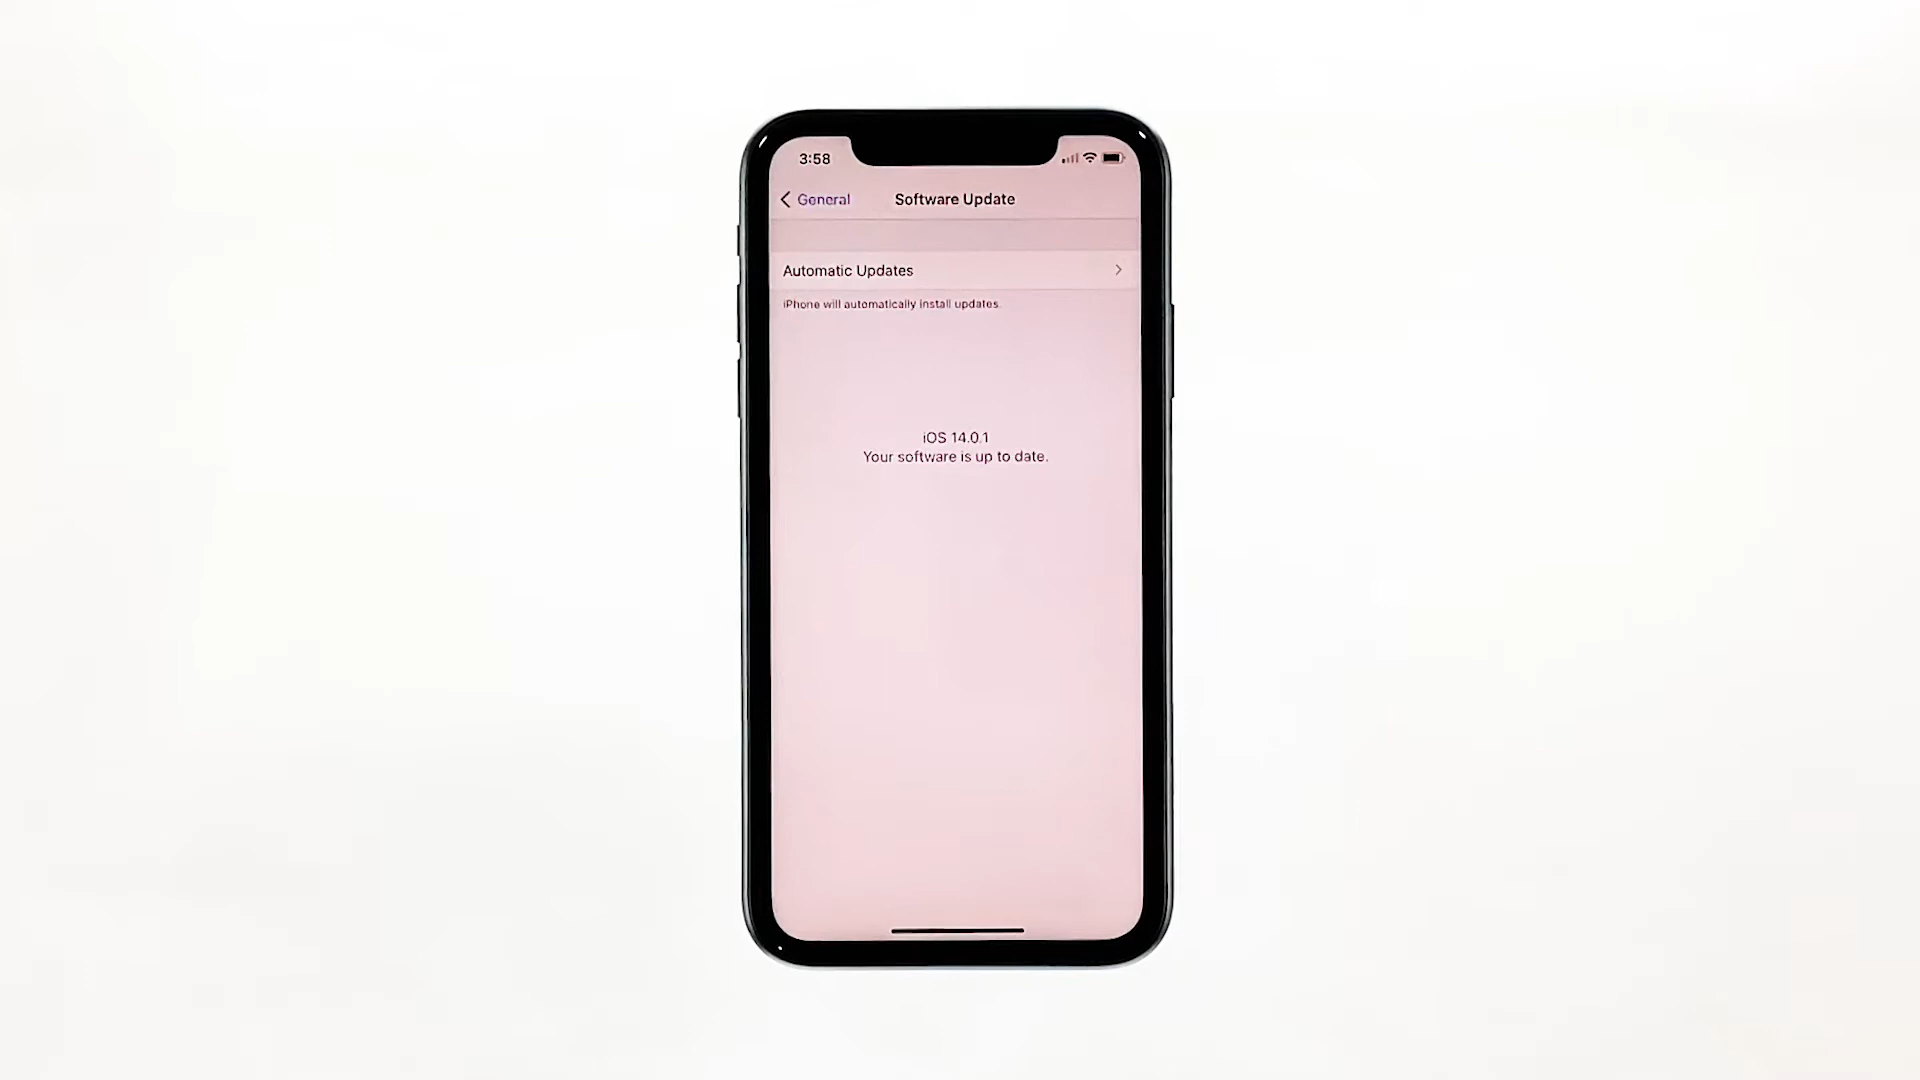 3:58
General
Software Update
Automatic Updates
iPhone will automatically install updates.
iOS 14.0.1
Your software is up to date.